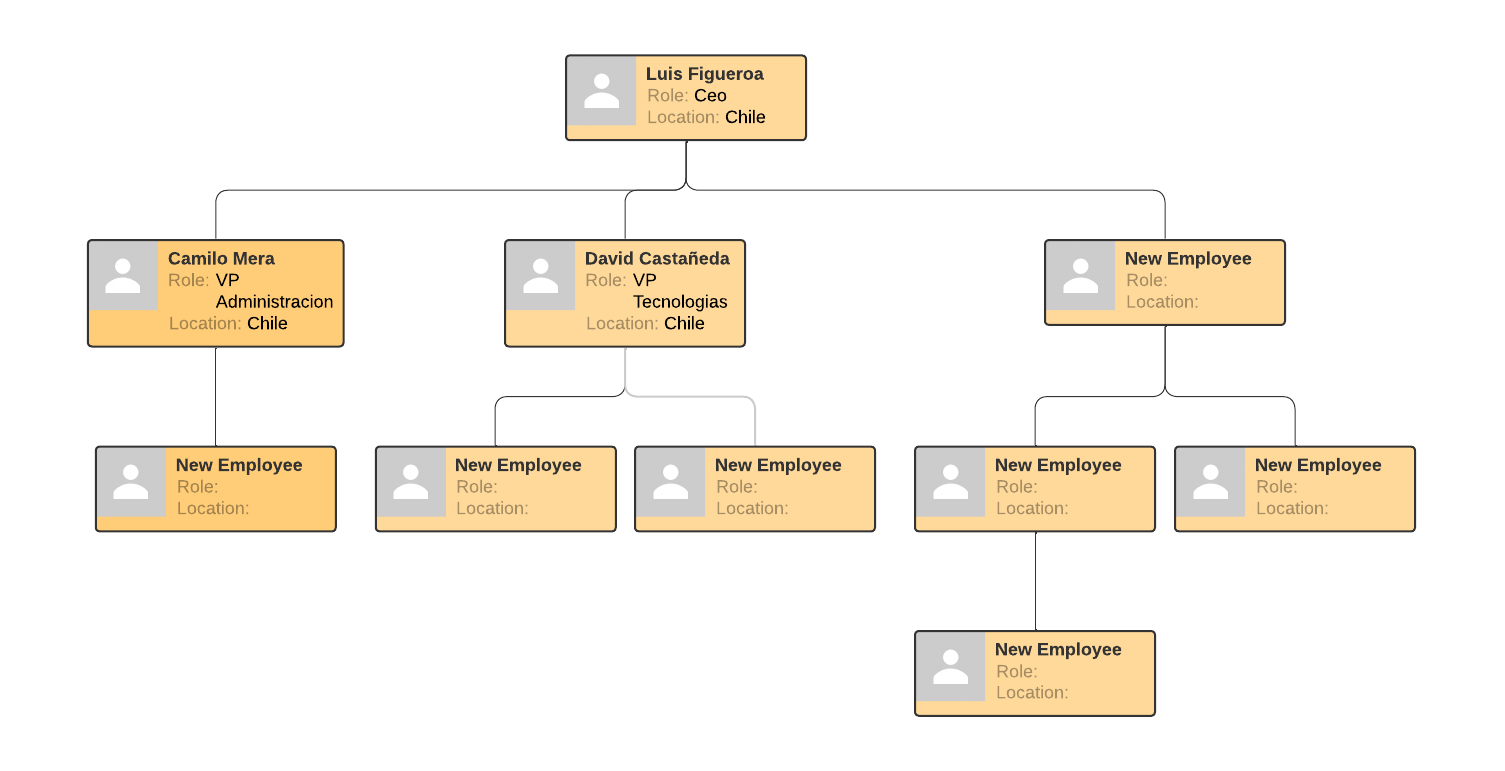 Luis Figueroa
Role: Ceo
Location: Chile
Camilo Mera
Role: VP
Administracion
Location: Chile
David Castañeda
Role: VP
Tecnologias
Location: Chile
New Employee
Role:
Location:
New Employee
Role:
Location:
New Employee
Role:
Location:
New Employee
Role:
Location:
New Employee
Role:
Location:
New Employee
Role:
Location:
New Employee
Role:
Location: